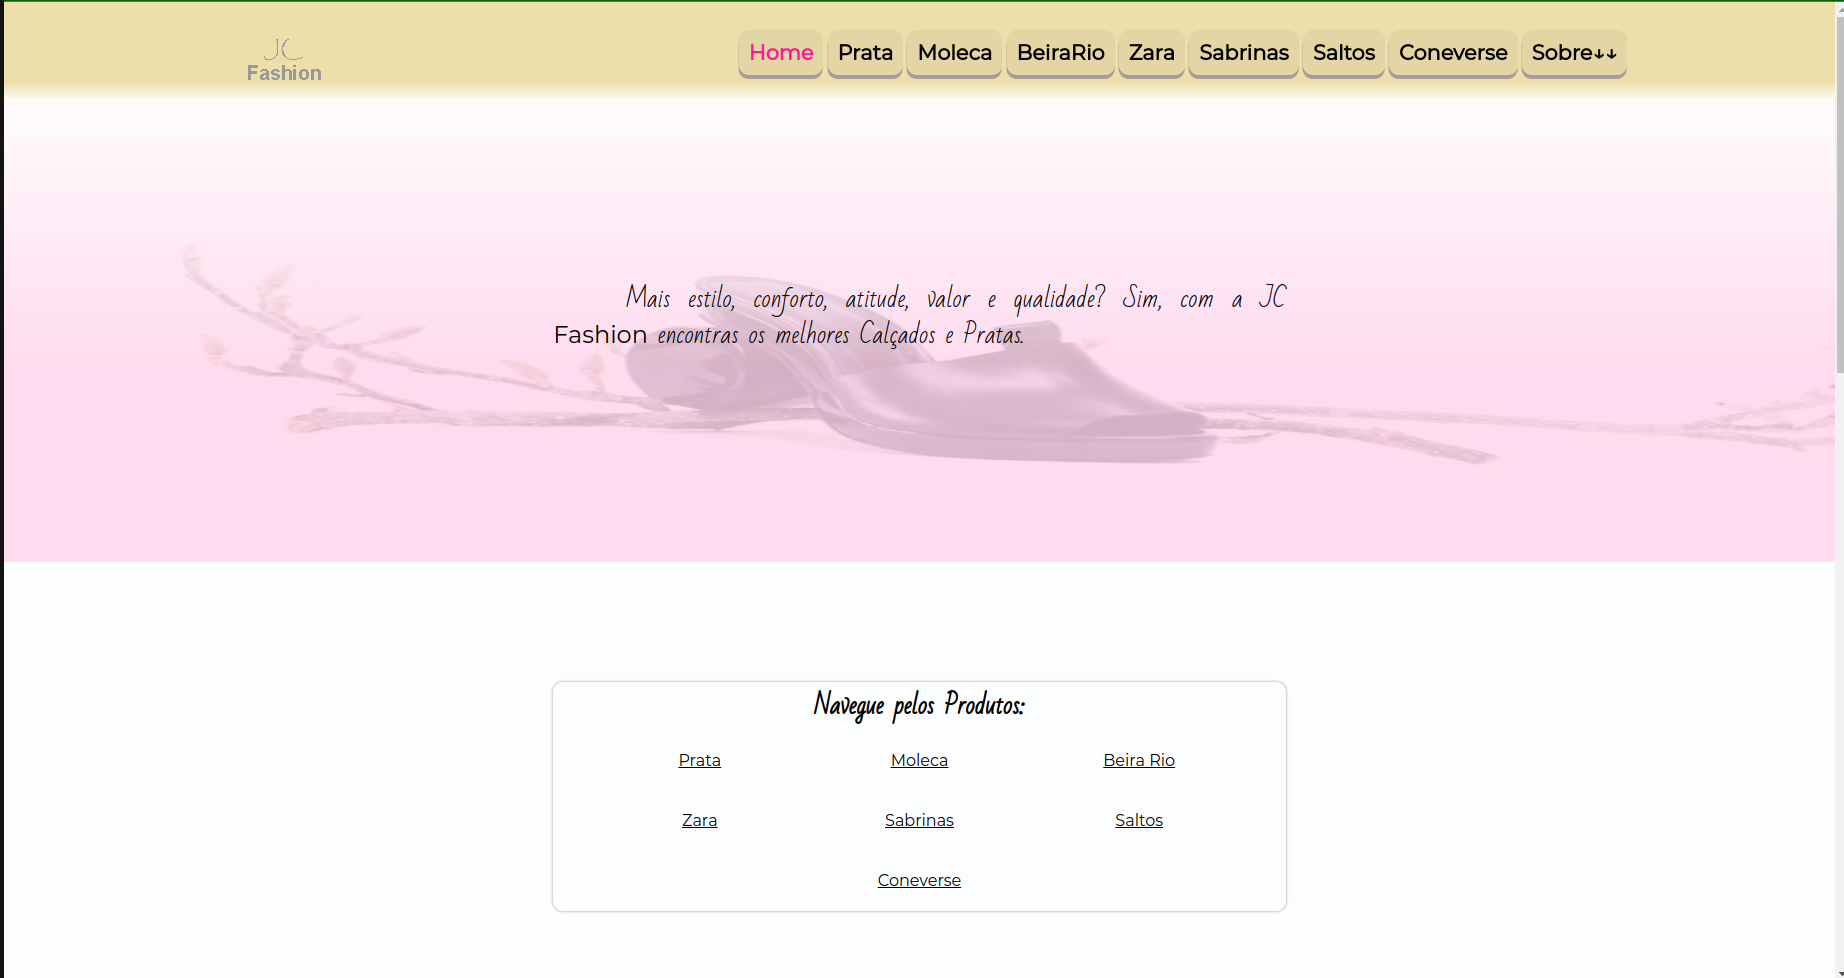 JC
Fashion
Home Prata Moleca BeiraRio Zara Sabrinas Saltos Coneverse Sobre↓↓
Mais estilo, conforto, atitude, valor e qualidade? Sim, com a JC
Fashion encontras os melhores Calçados e Pratas.
Navegue pelos Produtos:
Prata Moleca Beira Rio
Zara Sabrinas Saltos
Coneverse